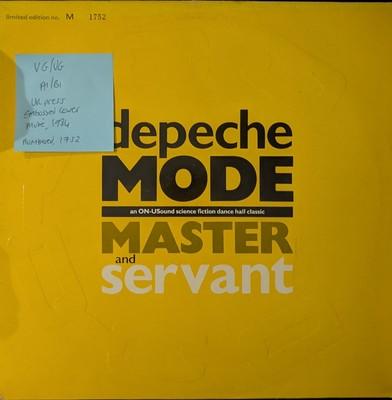 limited edition no. M 1752
VG/VG
A1/B1
UK PRESS
EMBOSSED COVER
MUTE, 1984
NUMBERED, 1752
depeche
MODE
an ON-USound science fiction dance hall classic
MASTER
and
servant